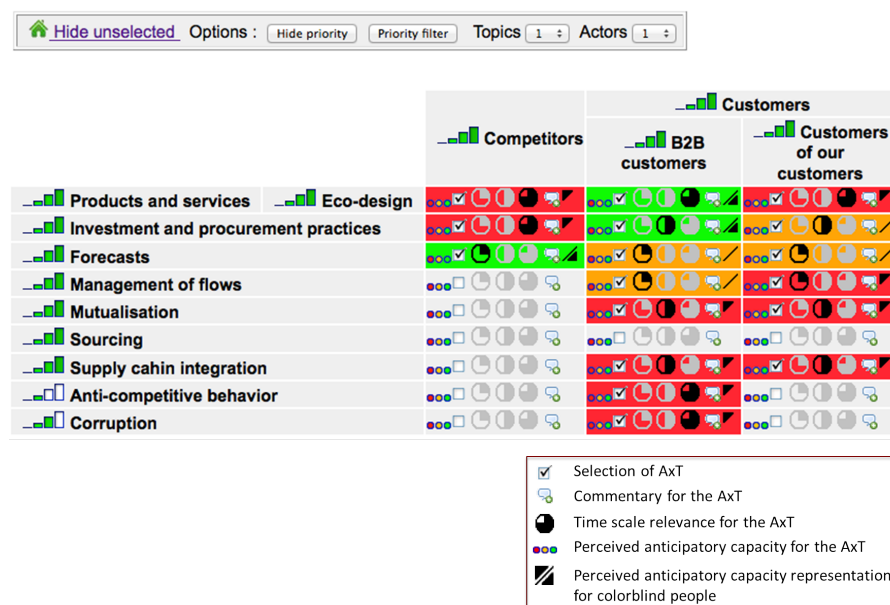 Hide unselected Options : Hide priority Priority filter Topics 1 Actors 1
Customers
Competitors
B2B
customers
Customers
of our
customers
Products and services Eco-design
Investment and procurement practices
Forecasts
Management of flows
Mutualisation
Sourcing
Supply cahin integration
Anti-competitive behavior
Corruption
Selection of AxT
Commentary for the AxT
Time scale relevance for the AxT
Perceived anticipatory capacity for the AxT
Perceived anticipatory capacity representation
for colorblind people